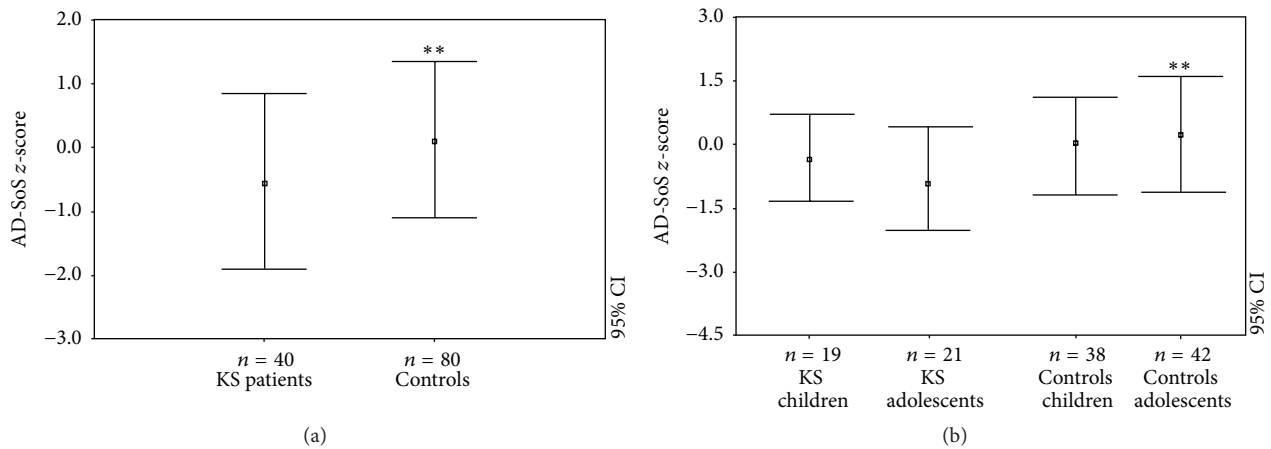 2.0
1.0
0.0
−1.0
−2.0
−3.0
AD-SoS z-score
**
95% CI
n = 40
KS patients
n = 80
Controls
(a)
3.0
1.5
0.0
−1.5
−3.0
−4.5
AD-SoS z-score
**
95% CI
n = 19
KS
children
n = 21
KS
adolescents
n = 38
Controls
children
n = 42
Controls
adolescents
(b)